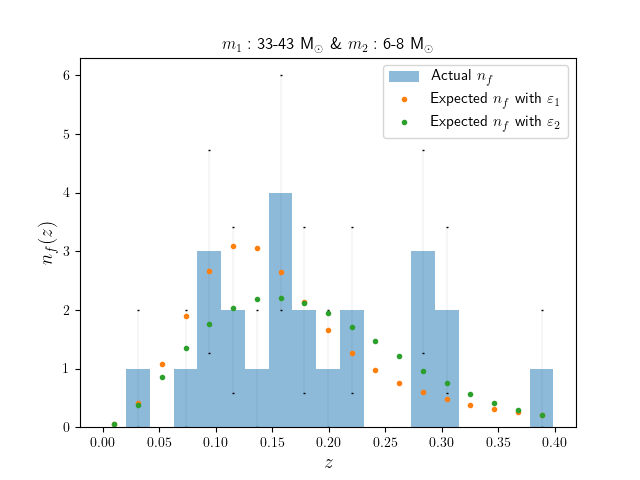 m₁ : 33-43 M☉ & m₂ : 6-8 M☉
Actual n_f
Expected n_f with ε₁
Expected n_f with ε₂
n_f(z)
6
5
4
3
2
1
0
0.00 0.05 0.10 0.15 0.20 0.25 0.30 0.35 0.40
z